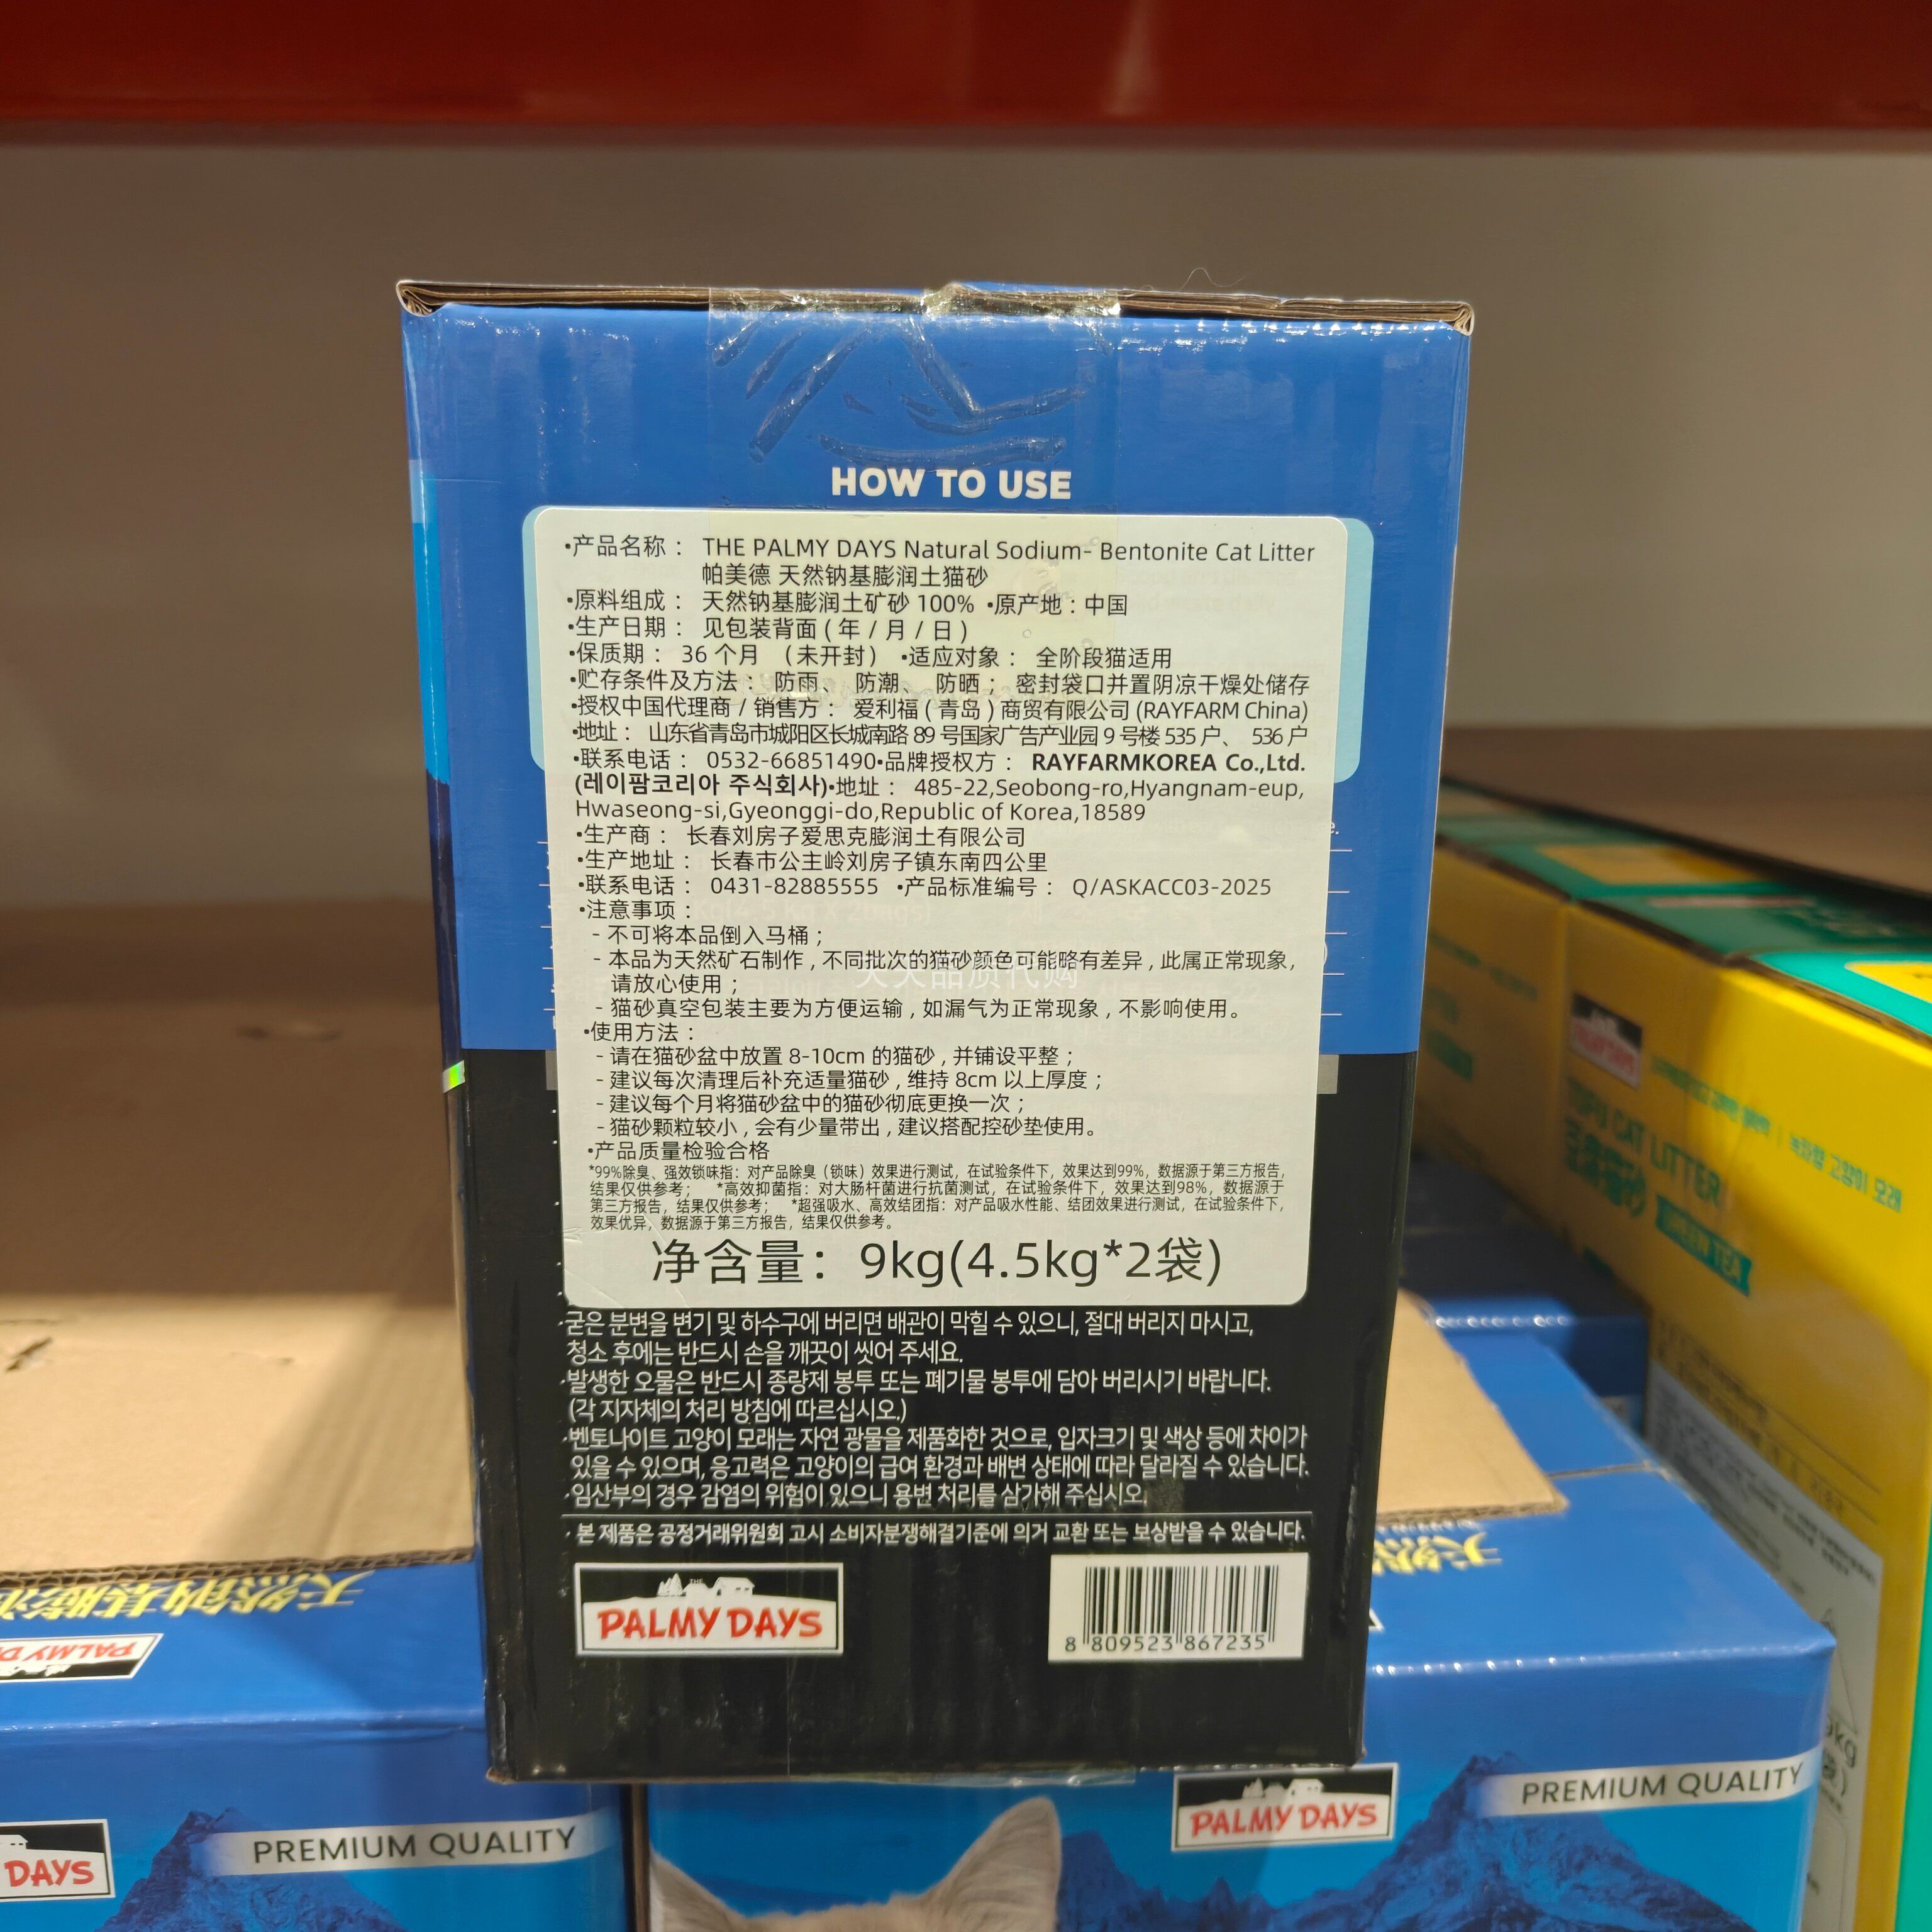 HOW TO USE
•产品名称： THE PALMY DAYS Natural Sodium- Bentonite Cat Litter
帕美德 天然钠基膨润土猫砂
•原料组成： 天然钠基膨润土矿砂 100% •原产地：中国
•生产日期： 见包装背面 ( 年 / 月 / 日 )
•保质期： 36 个月 （未开封） •适应对象： 全阶段猫适用
•贮存条件及方法： 防雨、 防潮、 防晒； 密封袋口并置阴凉干燥处储存
•授权中国代理商 / 销售方： 爱利福 ( 青岛 ) 商贸有限公司 (RAYFARM China)
•地址： 山东省青岛市城阳区长城南路 89 号国家广告产业园 9 号楼 535 户、 536 户
•联系电话： 0532-66851490•品牌授权方： RAYFARMKOREA Co.,Ltd.
(레이팜코리아 주식회사)•地址： 485-22,Seobong-ro,Hyangnam-eup,
Hwaseong-si,Gyeonggi-do,Republic of Korea,18589
•生产商： 长春刘房子爱思克膨润土有限公司
•生产地址： 长春市公主岭刘房子镇东南四公里
•联系电话： 0431-82885555 •产品标准编号： Q/ASKACC03-2025
•注意事项：
- 不可将本品倒入马桶；
- 本品为天然矿石制作，不同批次的猫砂颜色可能略有差异，此属正常现象，
请放心使用；
- 猫砂真空包装主要为方便运输，如漏气为正常现象，不影响使用。
•使用方法：
- 请在猫砂盆中放置 8-10cm 的猫砂，并铺设平整；
- 建议每次清理后补充适量猫砂，维持 8cm 以上厚度；
- 建议每个月将猫砂盆中的猫砂彻底更换一次；
- 猫砂颗粒较小，会有少量带出，建议搭配控砂垫使用。
•产品质量检验合格
*99%除臭、强效锁味指：对产品除臭（锁味）效果进行测试，在试验条件下，效果达到99%，数据源于第三方报告，
结果仅供参考； *高效抑菌指：对大肠杆菌进行抗菌测试，在试验条件下，效果达到98%，数据源于
第三方报告，结果仅供参考； *超强吸水、高效结团指：对产品吸水性能、结团效果进行测试，在试验条件下，
效果优异，数据源于第三方报告，结果仅供参考。
净含量：9kg(4.5kg*2袋)
天天品质代购
·굳은 분변을 변기 및 하수구에 버리면 배관이 막힐 수 있으니, 절대 버리지 마시고,
청소 후에는 반드시 손을 깨끗이 씻어 주세요.
·발생한 오물은 반드시 종량제 봉투 또는 폐기물 봉투에 담아 버리시기 바랍니다.
(각 지자체의 처리 방침에 따르십시오.)
·벤토나이트 고양이 모래는 자연 광물을 제품화한 것으로, 입자크기 및 색상 등에 차이가
있을 수 있으며, 응고력은 고양이의 급여 환경과 배변 상태에 따라 달라질 수 있습니다.
·임산부의 경우 감염의 위험이 있으니 용변 처리를 삼가해 주십시오.
· 본 제품은 공정거래위원회 고시 소비자분쟁해결기준에 의거 교환 또는 보상받을 수 있습니다.
THE
PALMY DAYS
8 809523 867235
PALMY DAYS
PREMIUM QUALITY
DAYS
PREMIUM QUALITY
PALMY DAYS
TOFU CAT LITTER
GREEN TEA